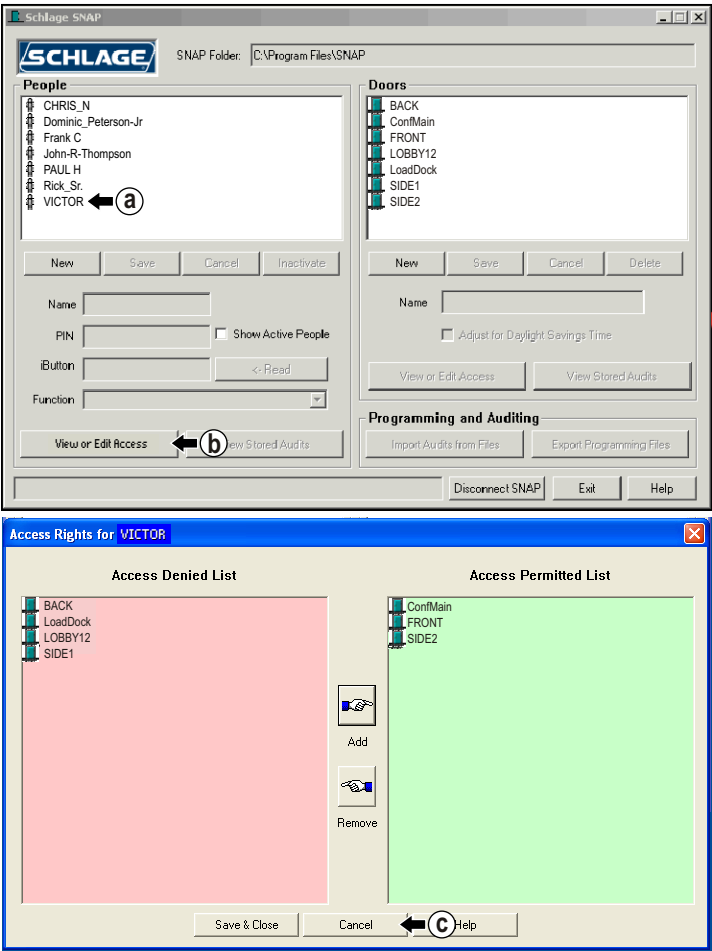 Schlage SNAP
SCHLAGE
SNAP Folder: C:\Program Files\SNAP
People
CHRIS_N
Dominic_Peterson-Jr
Frank C
John-R-Thompson
PAUL H
Rick_Sr.
VICTOR a
New Save Cancel Inactivate
Name
PIN Show Active People
iButton <- Read
Function
View or Edit Access b ew Stored Audits
Doors
BACK
ConfMain
FRONT
LOBBY12
LoadDock
SIDE1
SIDE2
New Save Cancel Delete
Name
Adjust for Daylight Savings Time
View or Edit Access View Stored Audits
Programming and Auditing
Import Audits from Files Export Programming Files
Disconnect SNAP Exit Help
Access Rights for VICTOR
Access Denied List
BACK
LoadDock
LOBBY12
SIDE1
Add
Remove
Access Permitted List
ConfMain
FRONT
SIDE2
Save & Close Cancel c Help